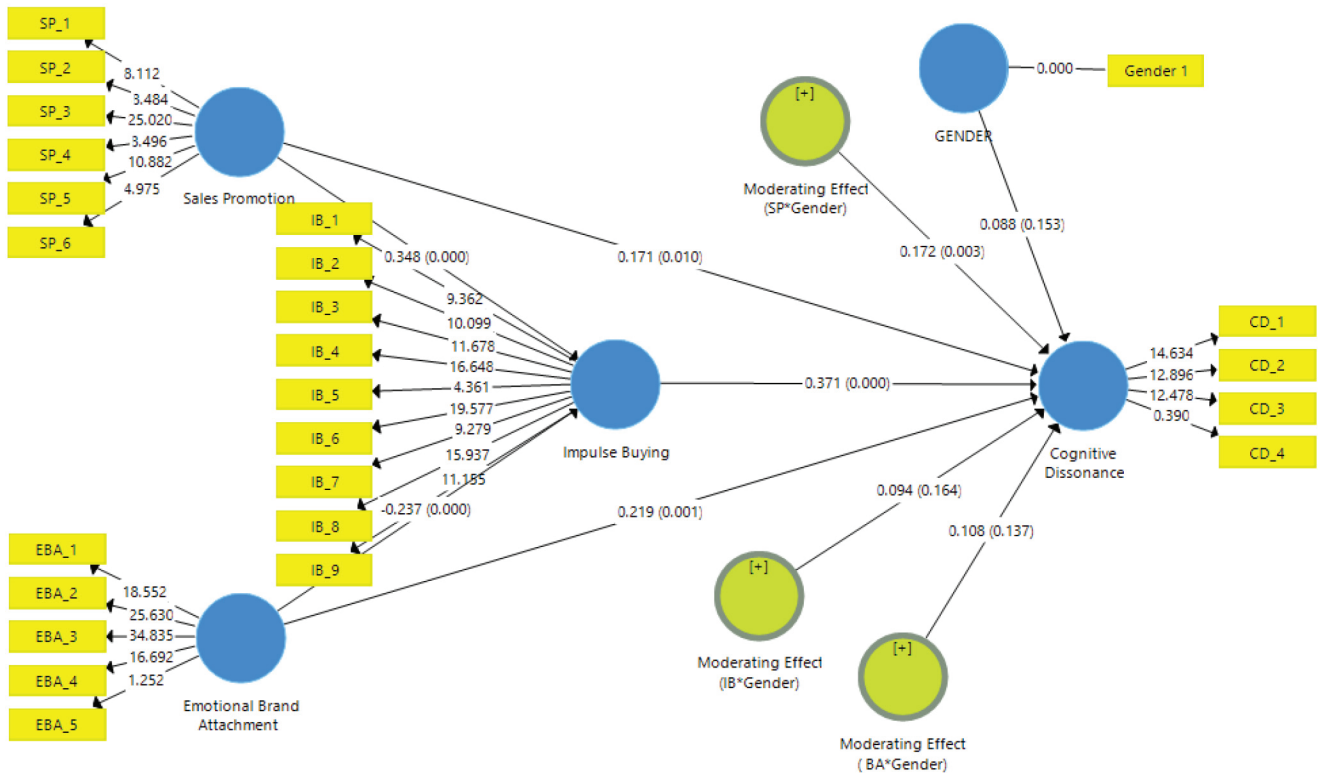 SP_1
SP_2
SP_3
SP_4
SP_5
SP_6
8.112
25.020
10.882
4.975
Sales Promotion
IB_1
IB_2
IB_3
IB_4
IB_5
IB_6
IB_7
IB_8
IB_9
0.348 (0.000)
9.362
10.099
11.678
16.648
4.361
19.577
9.279
15.937
11.155
-0.237 (0.000)
Impulse Buying
EBA_1
EBA_2
EBA_3
EBA_4
EBA_5
18.552
25.630
34.835
16.692
1.252
Emotional Brand
Attachment
0.171 (0.010)
0.371 (0.000)
0.219 (0.001)
[+]
Moderating Effect
(SP*Gender)
0.172 (0.003)
GENDER
0.000
Gender 1
0.088 (0.153)
Cognitive
Dissonance
14.634
12.896
12.478
0.390
CD_1
CD_2
CD_3
CD_4
0.094 (0.164)
0.108 (0.137)
[+]
Moderating Effect
(IB*Gender)
[+]
Moderating Effect
( BA*Gender)